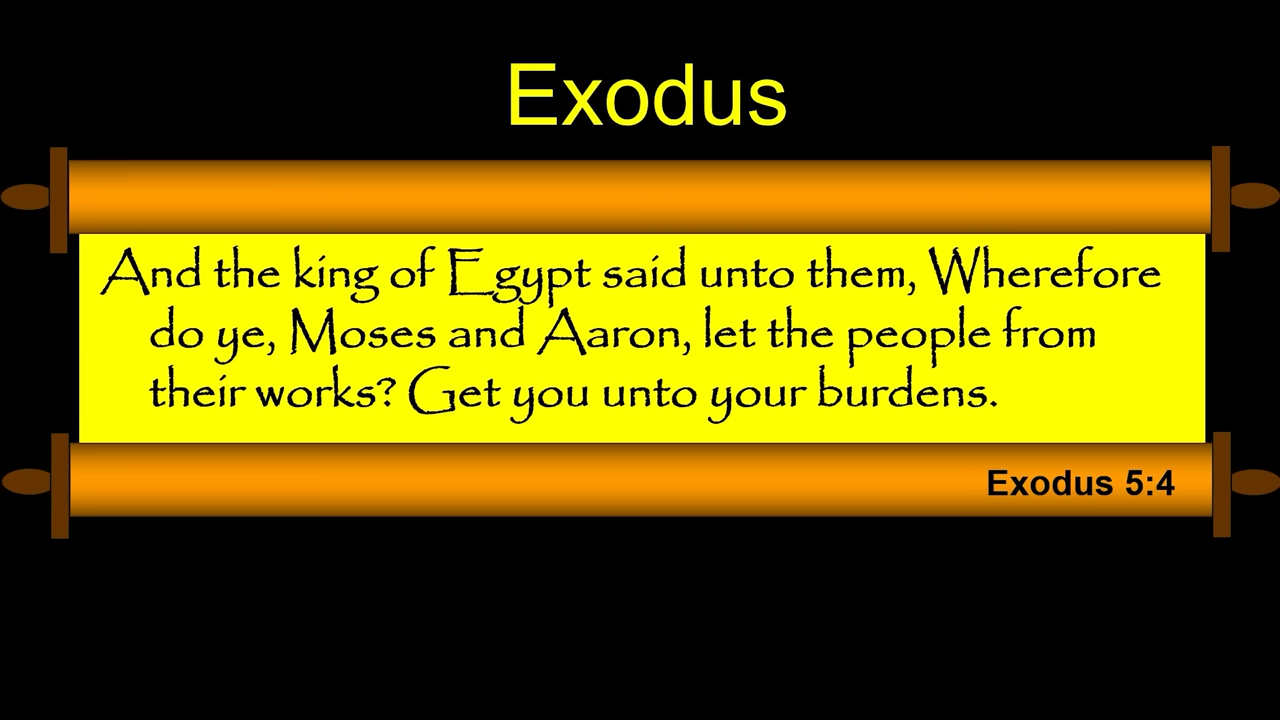 Exodus
And the king of Egypt said unto them, Wherefore
do ye, Moses and Aaron, let the people from
their works? Get you unto your burdens.
Exodus 5:4